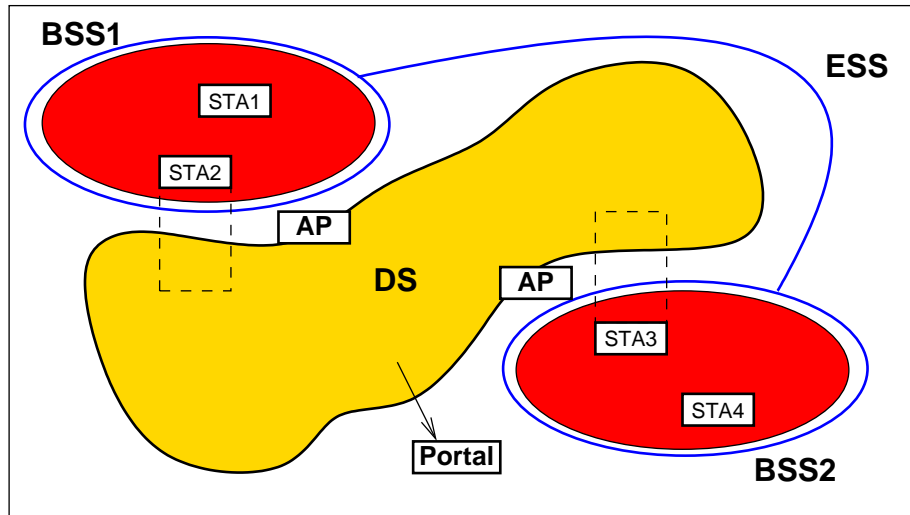 BSS1
ESS
STA1
STA2
AP
DS
AP
STA3
STA4
Portal
BSS2